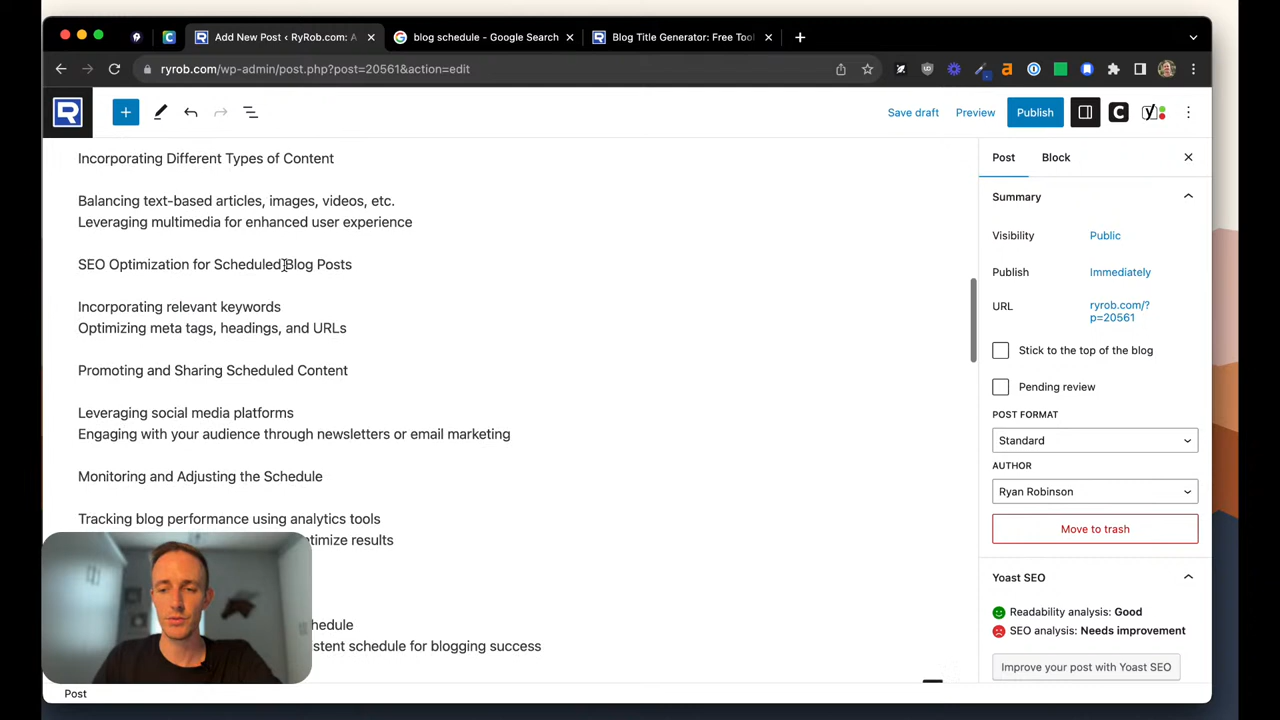 Add New Post ‹ RyRob.com: A
blog schedule - Google Search
Blog Title Generator: Free Tool
ryrob.com/wp-admin/post.php?post=20561&action=edit
Save draft
Preview
Publish
Incorporating Different Types of Content
Balancing text-based articles, images, videos, etc.
Leveraging multimedia for enhanced user experience
SEO Optimization for Scheduled Blog Posts
Incorporating relevant keywords
Optimizing meta tags, headings, and URLs
Promoting and Sharing Scheduled Content
Leveraging social media platforms
Engaging with your audience through newsletters or email marketing
Monitoring and Adjusting the Schedule
Tracking blog performance using analytics tools
timize results
hedule
stent schedule for blogging success
Post
Post
Block
Summary
Visibility
Public
Publish
Immediately
URL
ryrob.com/?
p=20561
Stick to the top of the blog
Pending review
POST FORMAT
Standard
AUTHOR
Ryan Robinson
Move to trash
Yoast SEO
Readability analysis: Good
SEO analysis: Needs improvement
Improve your post with Yoast SEO